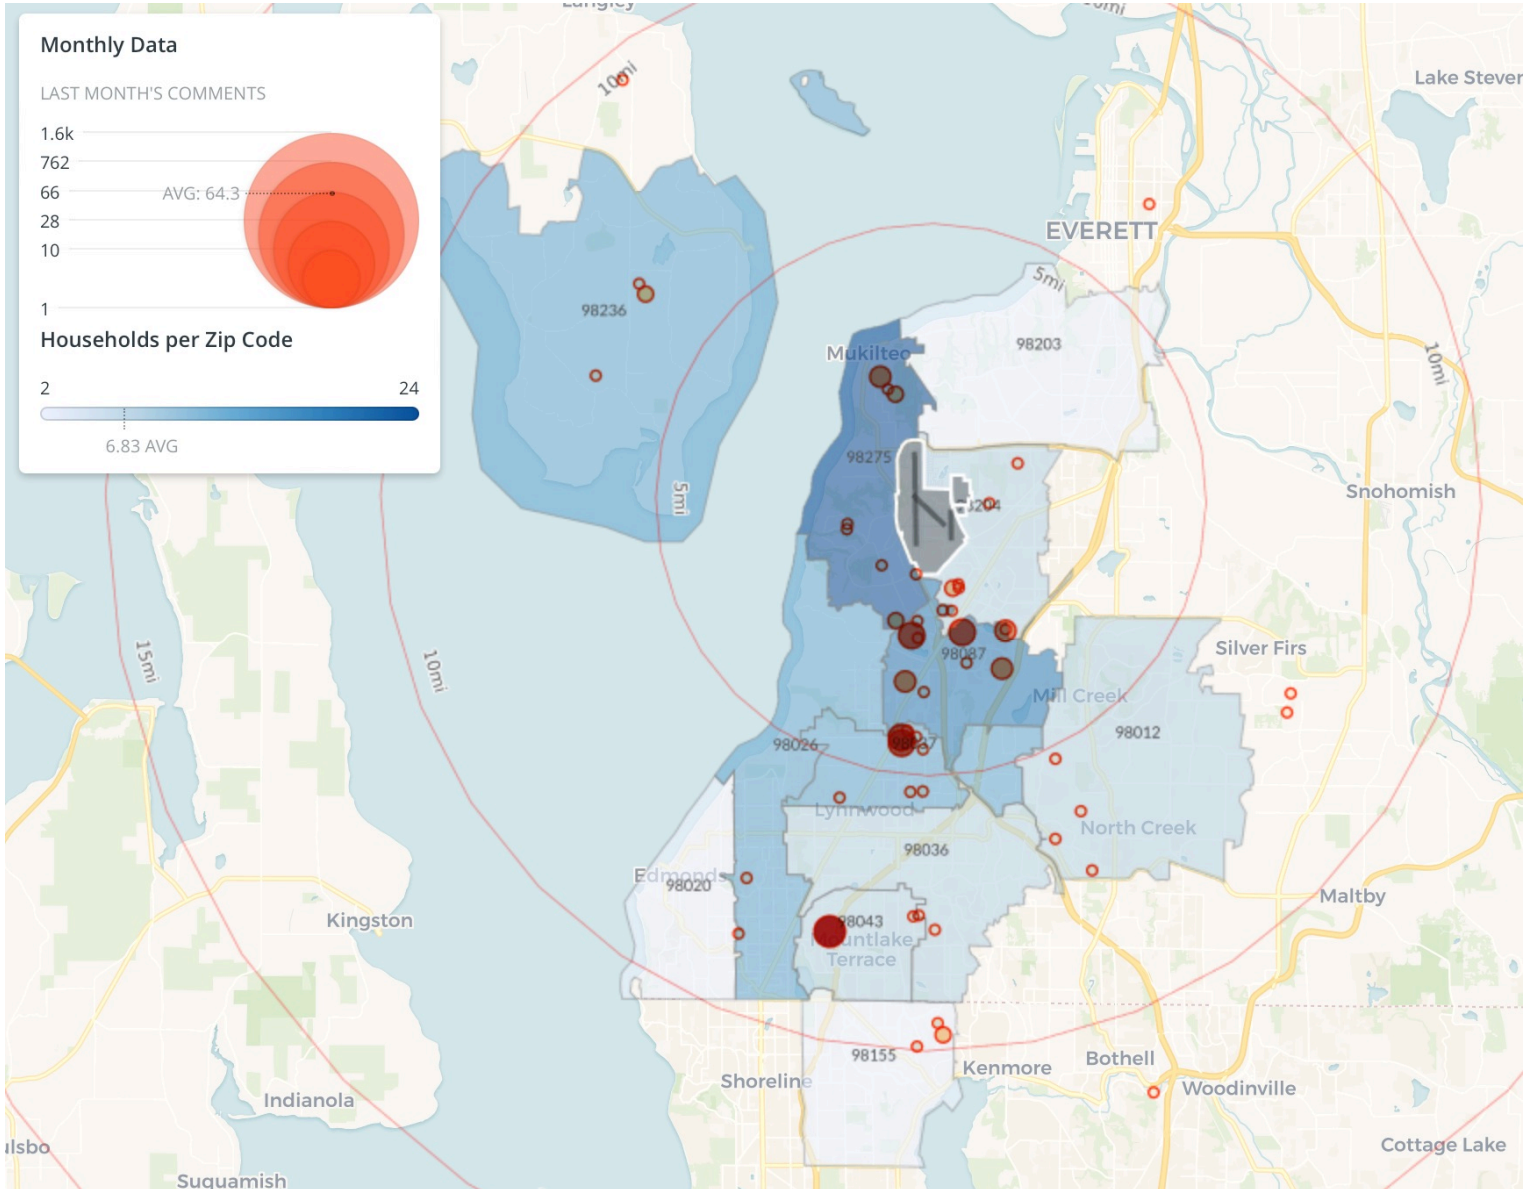 Langley
Monthly Data
LAST MONTH'S COMMENTS
1.6k
762
66
AVG: 64.3
28
10
1
Households per Zip Code
2
24
6.83 AVG
10mi
Lake Stever
EVERETT
5mi
98236
98203
Mukilteo
10mi
98275
5mi
Snohomish
15mi
10mi
98087
Silver Firs
Mill Creek
98012
98026
Lynnwood
North Creek
98036
Edmonds
98020
Maltby
Kingston
98043
Mountlake
Terrace
98155
Shoreline
Kenmore
Bothell
Woodinville
Indianola
ulsbo
Cottage Lake
Suquamish